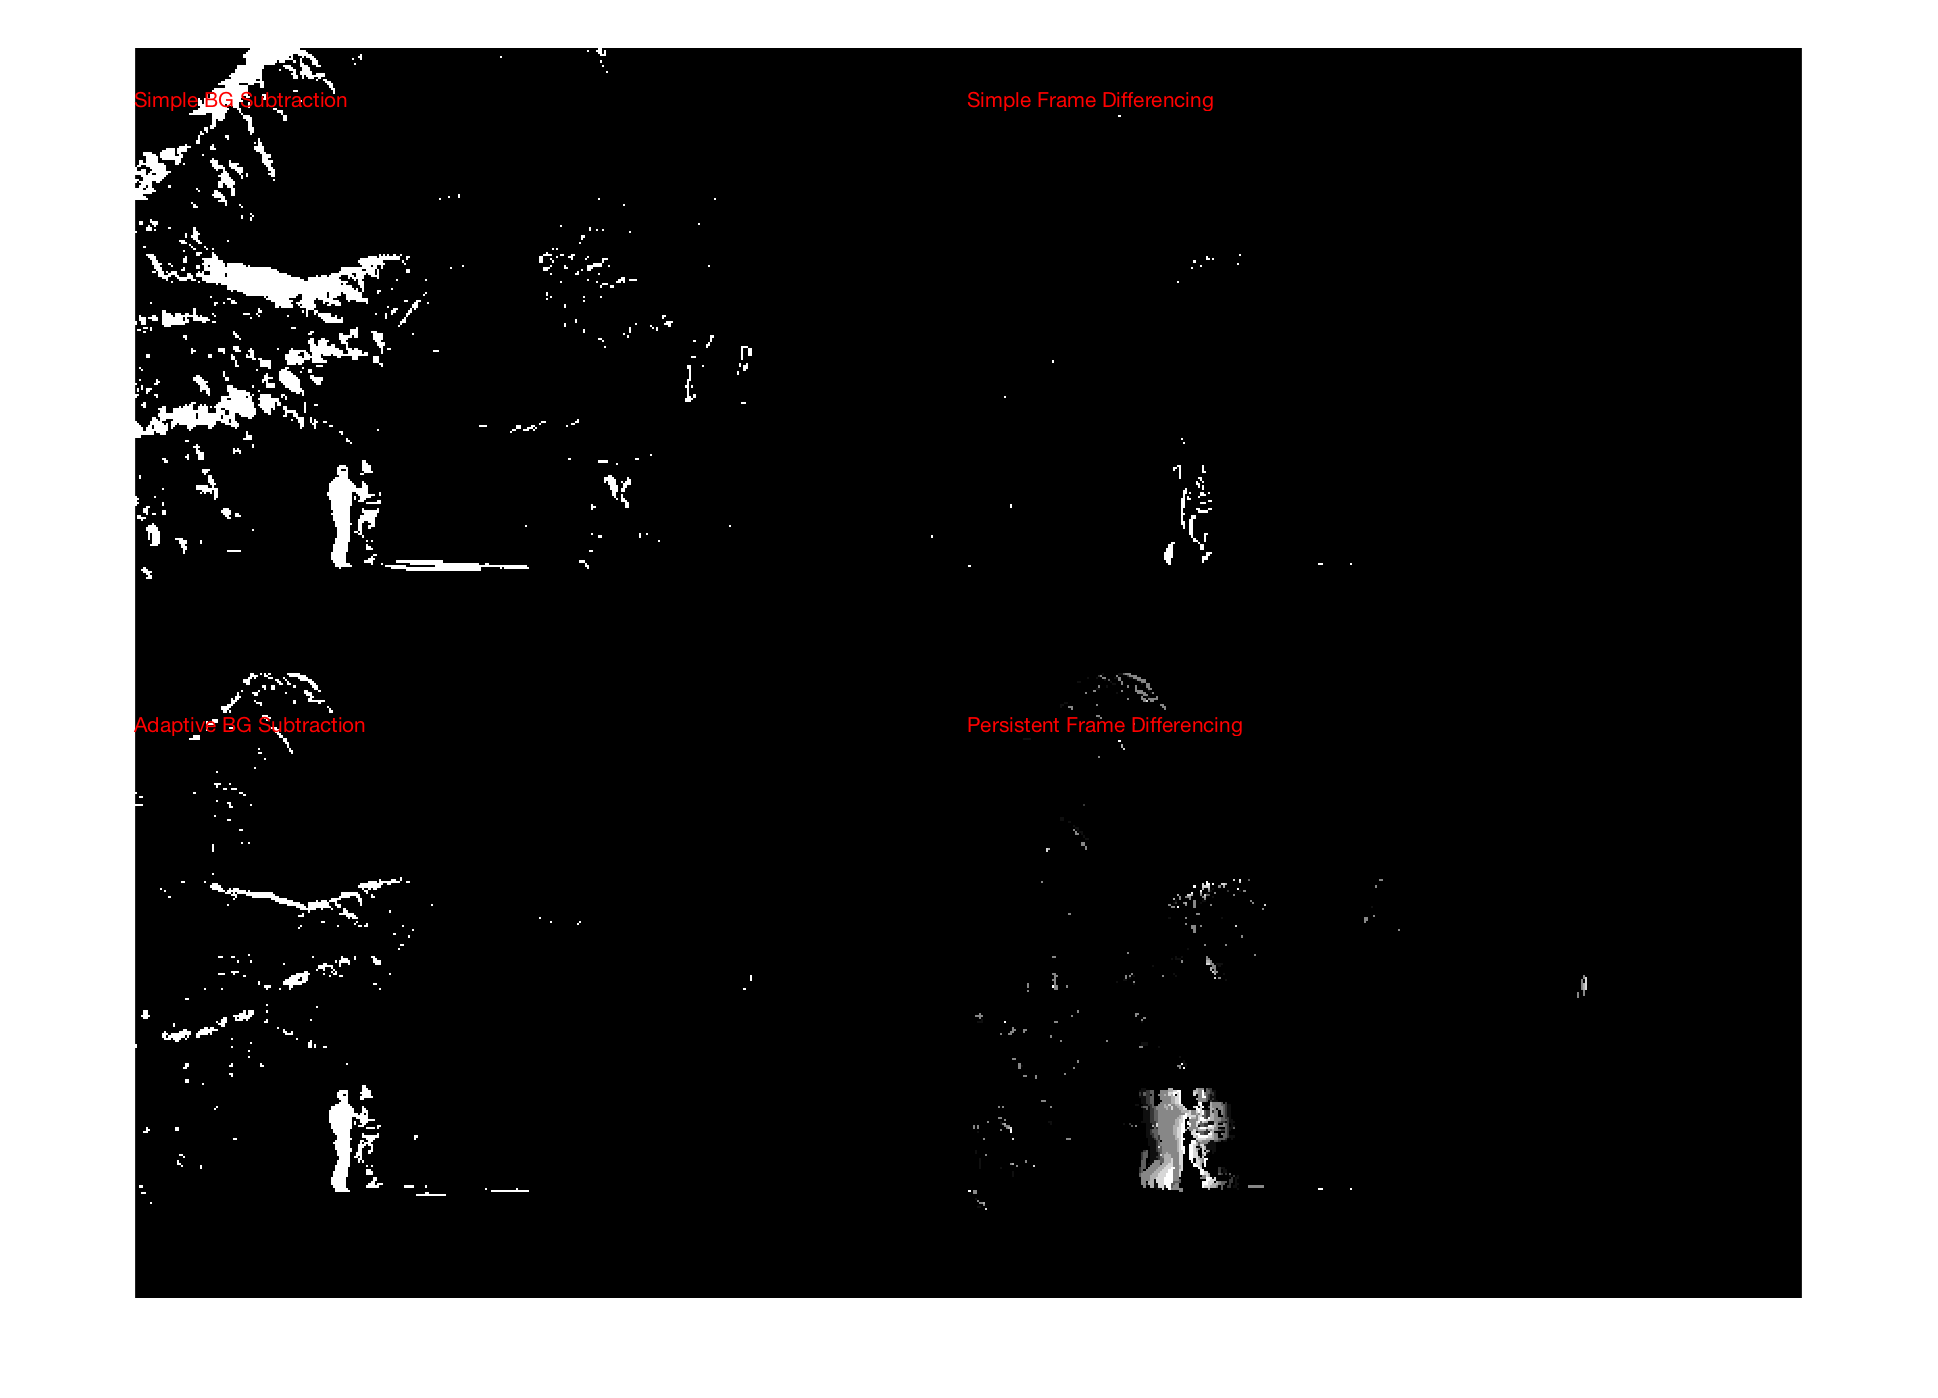 Simple BG Subtraction
Simple Frame Differencing
Adaptive BG Subtraction
Persistent Frame Differencing